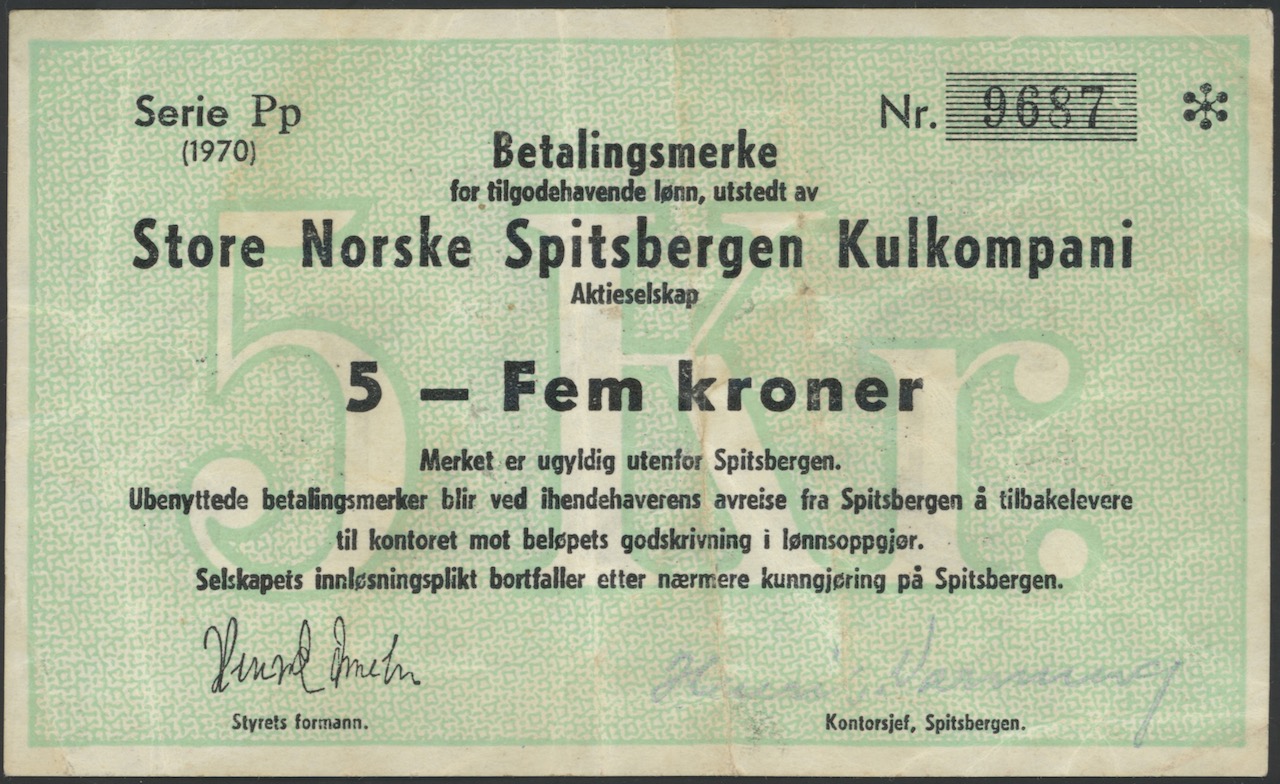 Serie Pp
(1970)
Nr. 9687
Betalingsmerke
for tilgodehavende lønn, utstedt av
Store Norske Spitsbergen Kulkompani
Aktieselskap
5 Kr.
5 — Fem kroner
Merket er ugyldig utenfor Spitsbergen.
Ubenyttede betalingsmerker blir ved ihendehaverens avreise fra Spitsbergen å tilbakelevere
til kontoret mot beløpets godskrivning i lønnsoppgjør.
Selskapets innløsningsplikt bortfaller etter nærmere kunngjøring på Spitsbergen.
Styrets formann.
Kontorsjef, Spitsbergen.